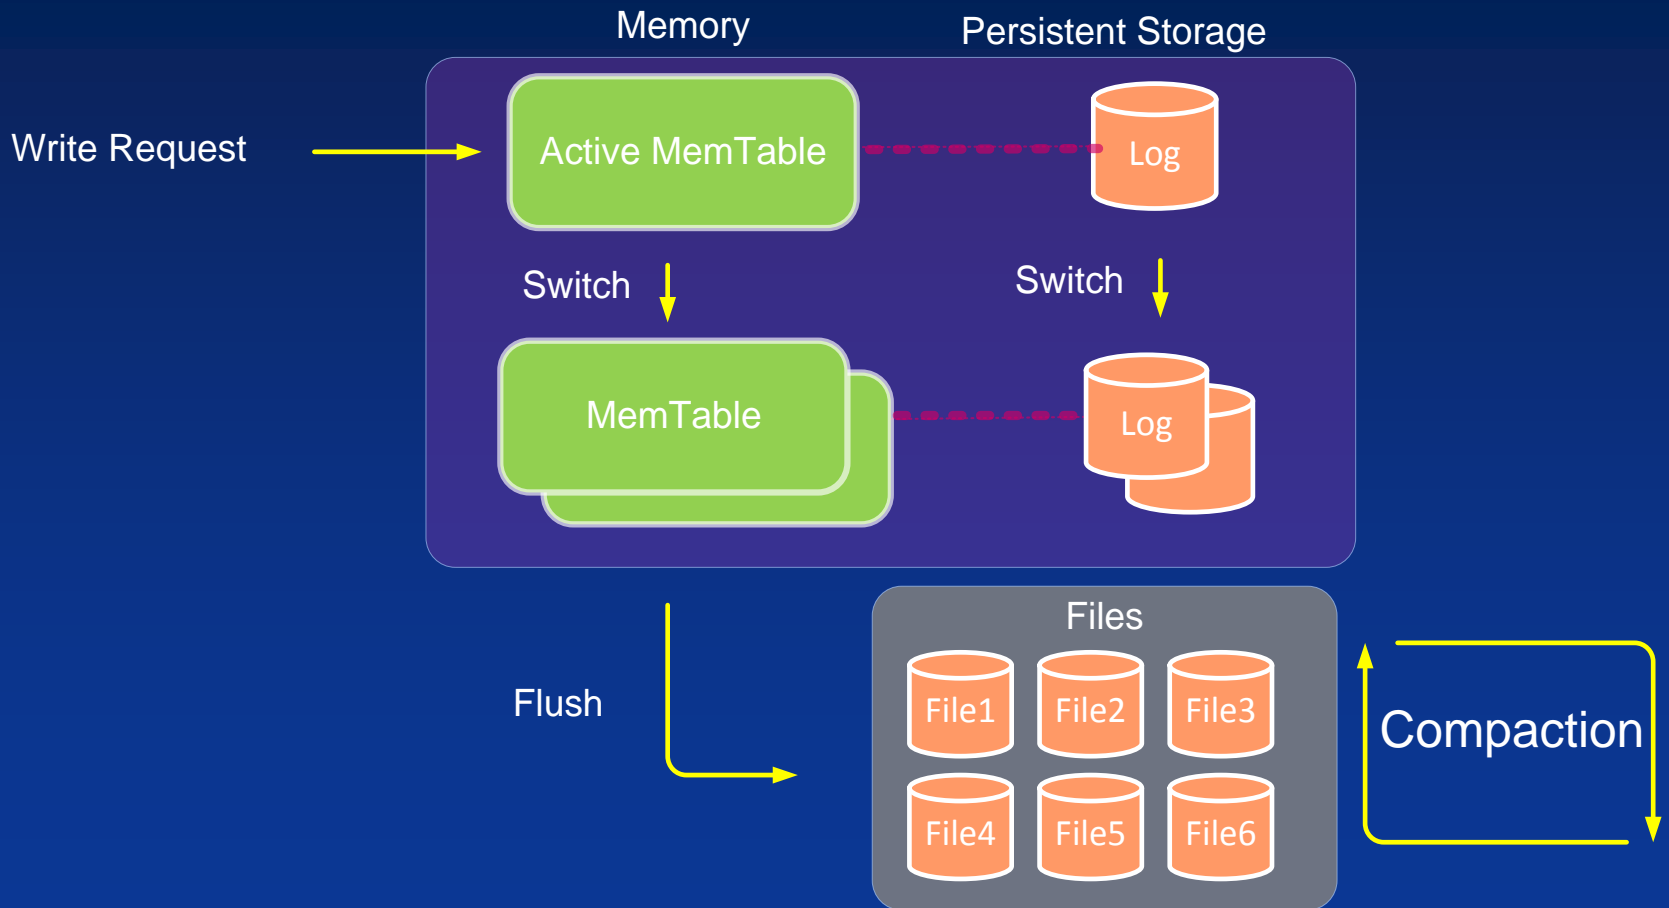 Memory
Persistent Storage
Write Request
Active MemTable
Log
Switch
Switch
MemTable
Log
Files
File1
File2
File3
Flush
Compaction
File4
File5
File6